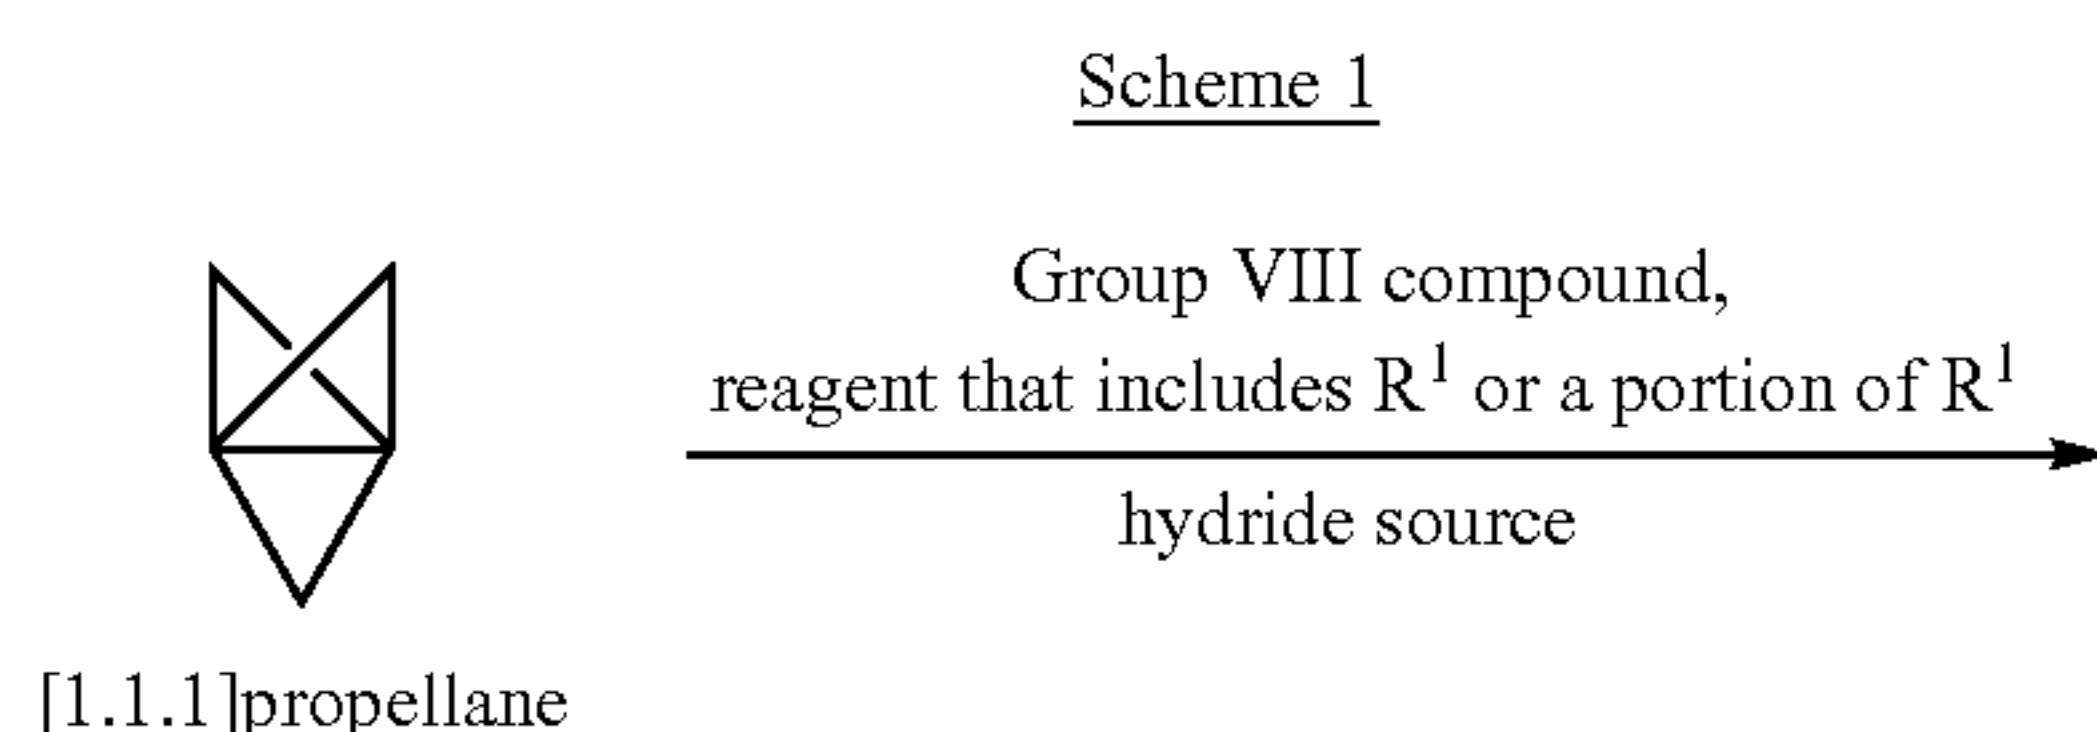 Scheme 1
Group VIII compound,
reagent that includes R¹ or a portion of R¹
hydride source
[1.1.1]propellane